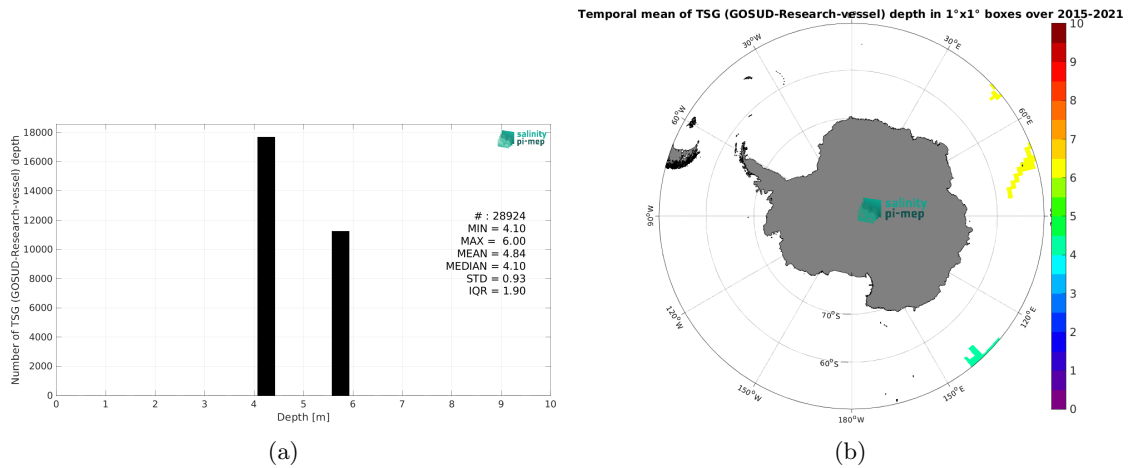 Number of TSG (GOSUD-Research-vessel) depth
18000
16000
14000
12000
10000
8000
6000
4000
2000
0
0 1 2 3 4 5 6 7 8 9 10
Depth [m]
salinity
pi-mep
# : 28924
MIN = 4.10
MAX = 6.00
MEAN = 4.84
MEDIAN = 4.10
STD = 0.93
IQR = 1.90
(a)
Temporal mean of TSG (GOSUD-Research-vessel) depth in 1°x1° boxes over 2015-2021
30°W
30°E
60°W
60°E
90°W
120°W
120°E
150°W
150°E
180°W
70°S
60°S
salinity
pi-mep
10
9
8
7
6
5
4
3
2
1
0
(b)